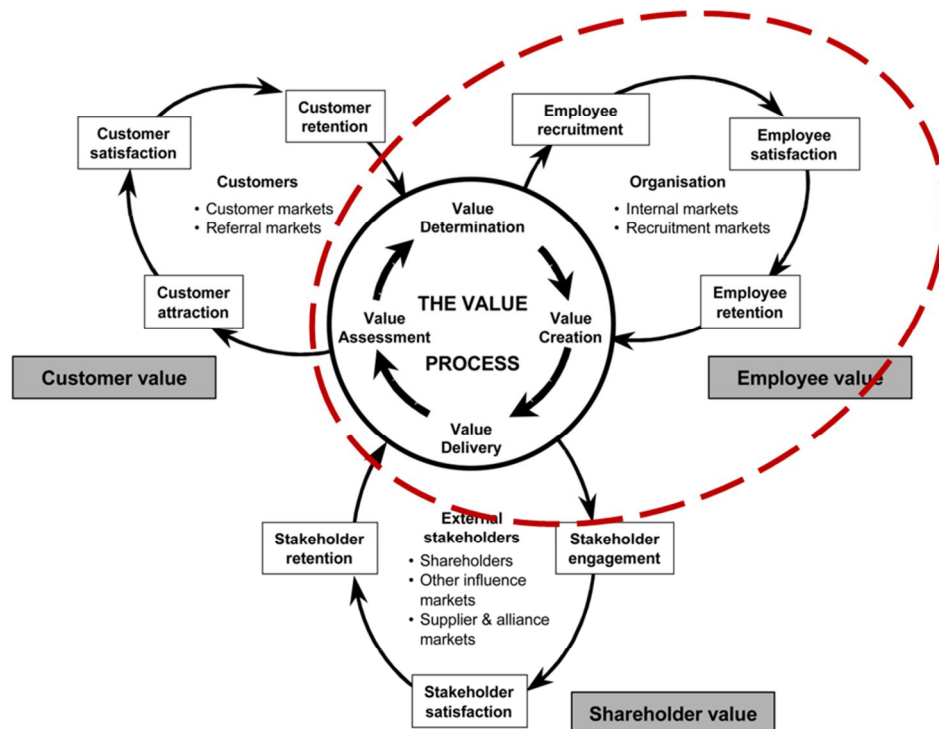 Customer
retention
Customer
satisfaction
Customers
• Customer markets
• Referral markets
Customer
attraction
Customer value
Employee
recruitment
Employee
satisfaction
Organisation
• Internal markets
• Recruitment markets
Employee
retention
Employee value
Value
Determination
THE VALUE
PROCESS
Value
Assessment
Value
Creation
Value
Delivery
External
stakeholders
• Shareholders
• Other influence
markets
• Supplier & alliance
markets
Stakeholder
retention
Stakeholder
engagement
Stakeholder
satisfaction
Shareholder value